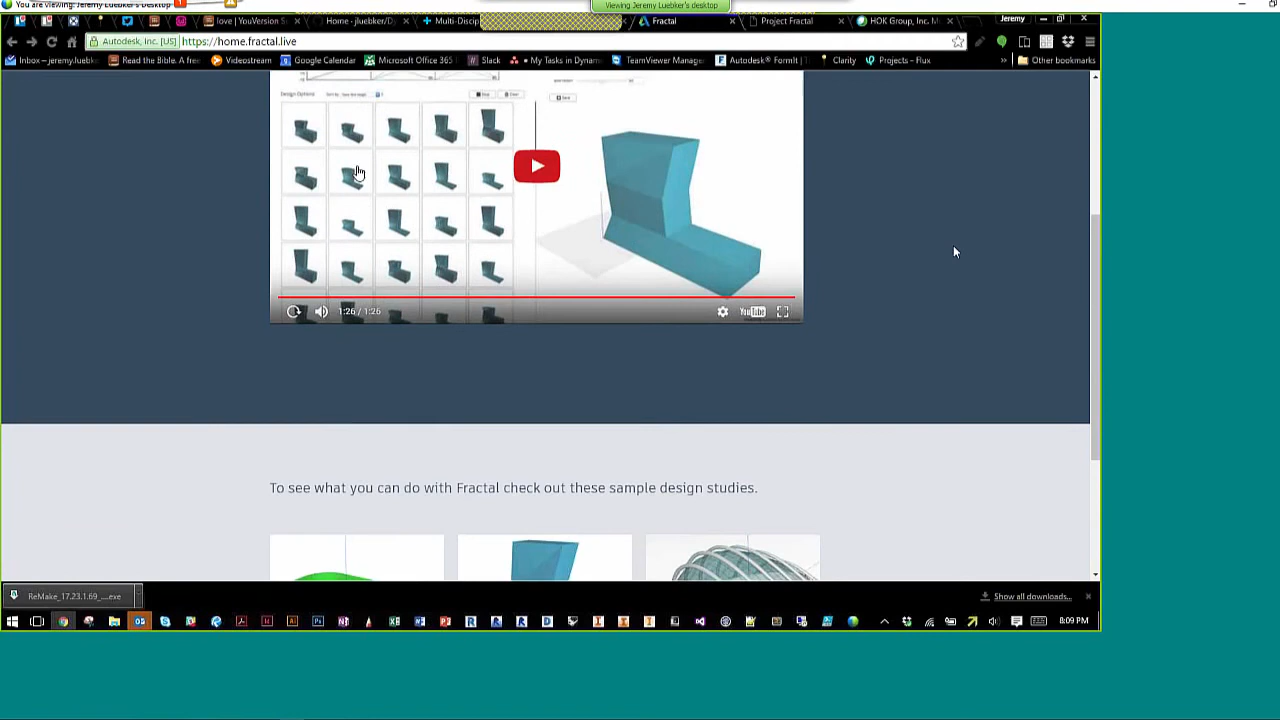 You are viewing: Jeremy Luebker's Desktop
Viewing Jeremy Luebker's desktop
love | YouVersion
Home - jluebker/D
Multi-Discip
Fractal
Project Fractal
HOK Group, Inc. M
Jeremy
Autodesk, Inc. [US]
https://home.fractal.live
Inbox – jeremy.luebk
Read the Bible. A free
Videostream
Google Calendar
Microsoft Office 365
Slack
My Tasks in Dynam
TeamViewer Manage
Autodesk® FormIt
Clarity
Projects - Flux
»
Other bookmarks
Design Options
1:26 / 1:26
YouTube
To see what you can do with Fractal check out these sample design studies.
ReMake_17.23.1.69_....exe
Show all downloads...
8:09 PM